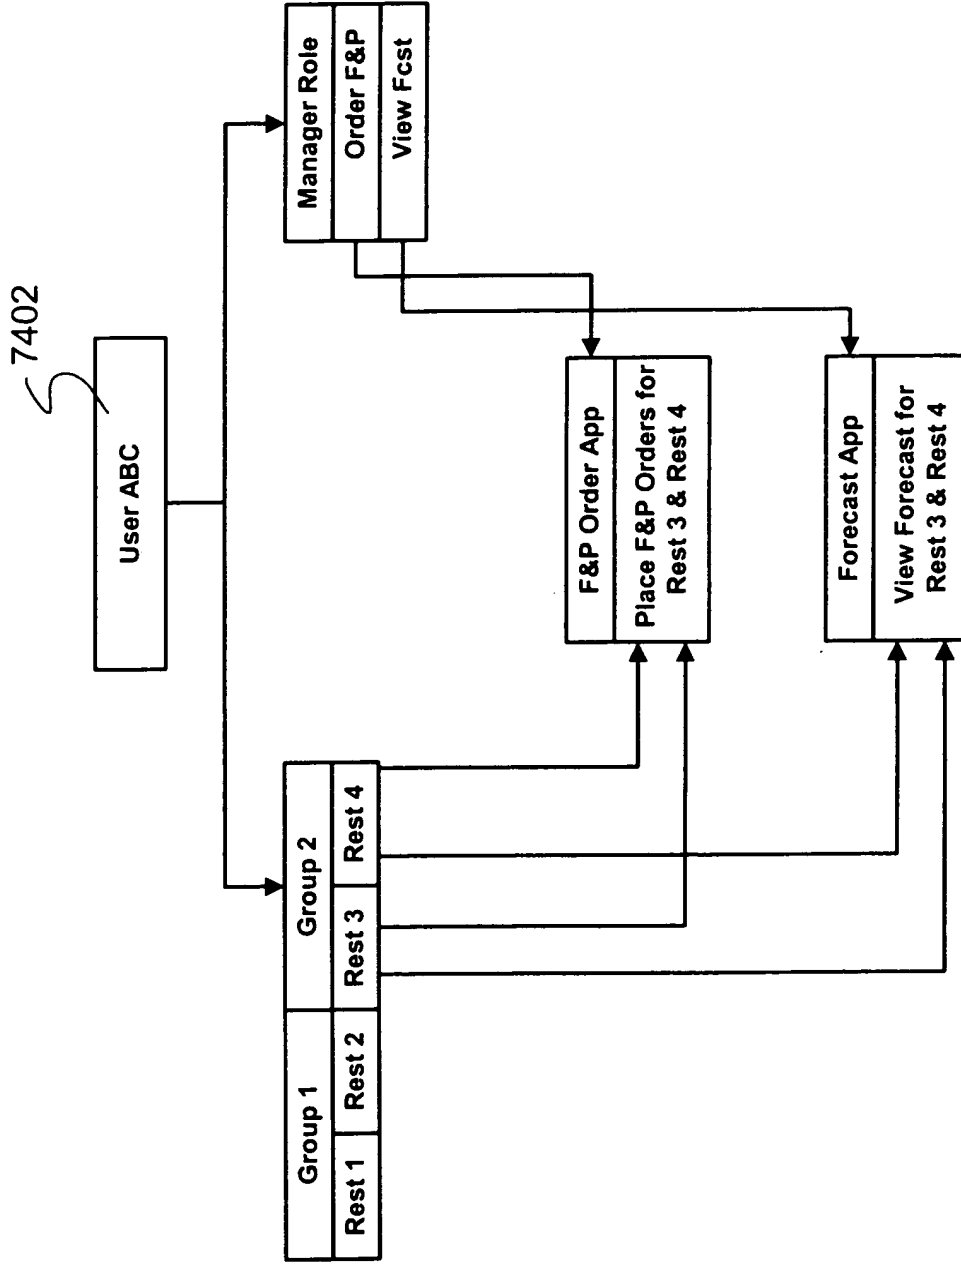 7402
User ABC
Group 1
Group 2
Rest 1
Rest 2
Rest 3
Rest 4
Manager Role
Order F&P
View Fcst
F&P Order App
Place F&P Orders for
Rest 3 & Rest 4
Forecast App
View Forecast for
Rest 3 & Rest 4